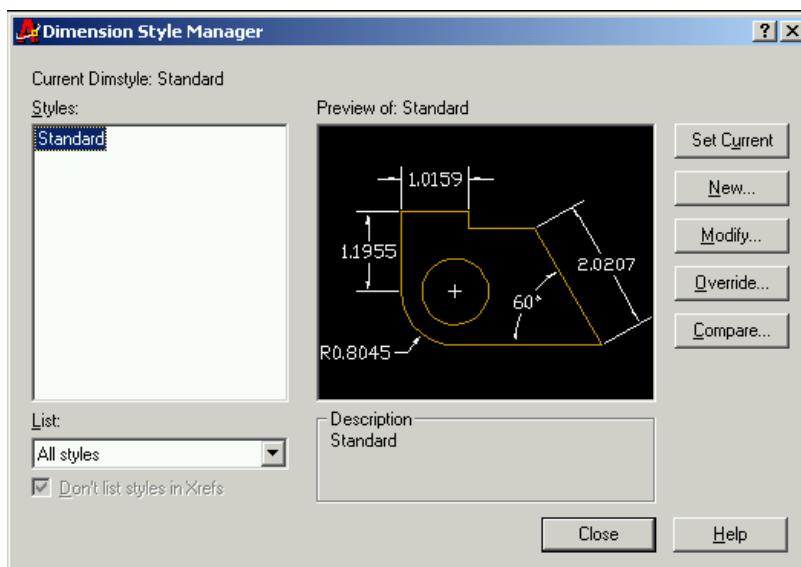 Dimension Style Manager
Current Dimstyle: Standard
Styles:
Standard
Preview of: Standard
1.0159
1.1955
2.0207
60°
R0.8045
Set Current
New...
Modify...
Override...
Compare...
List:
All styles
Don't list styles in Xrefs
Description
Standard
Close
Help